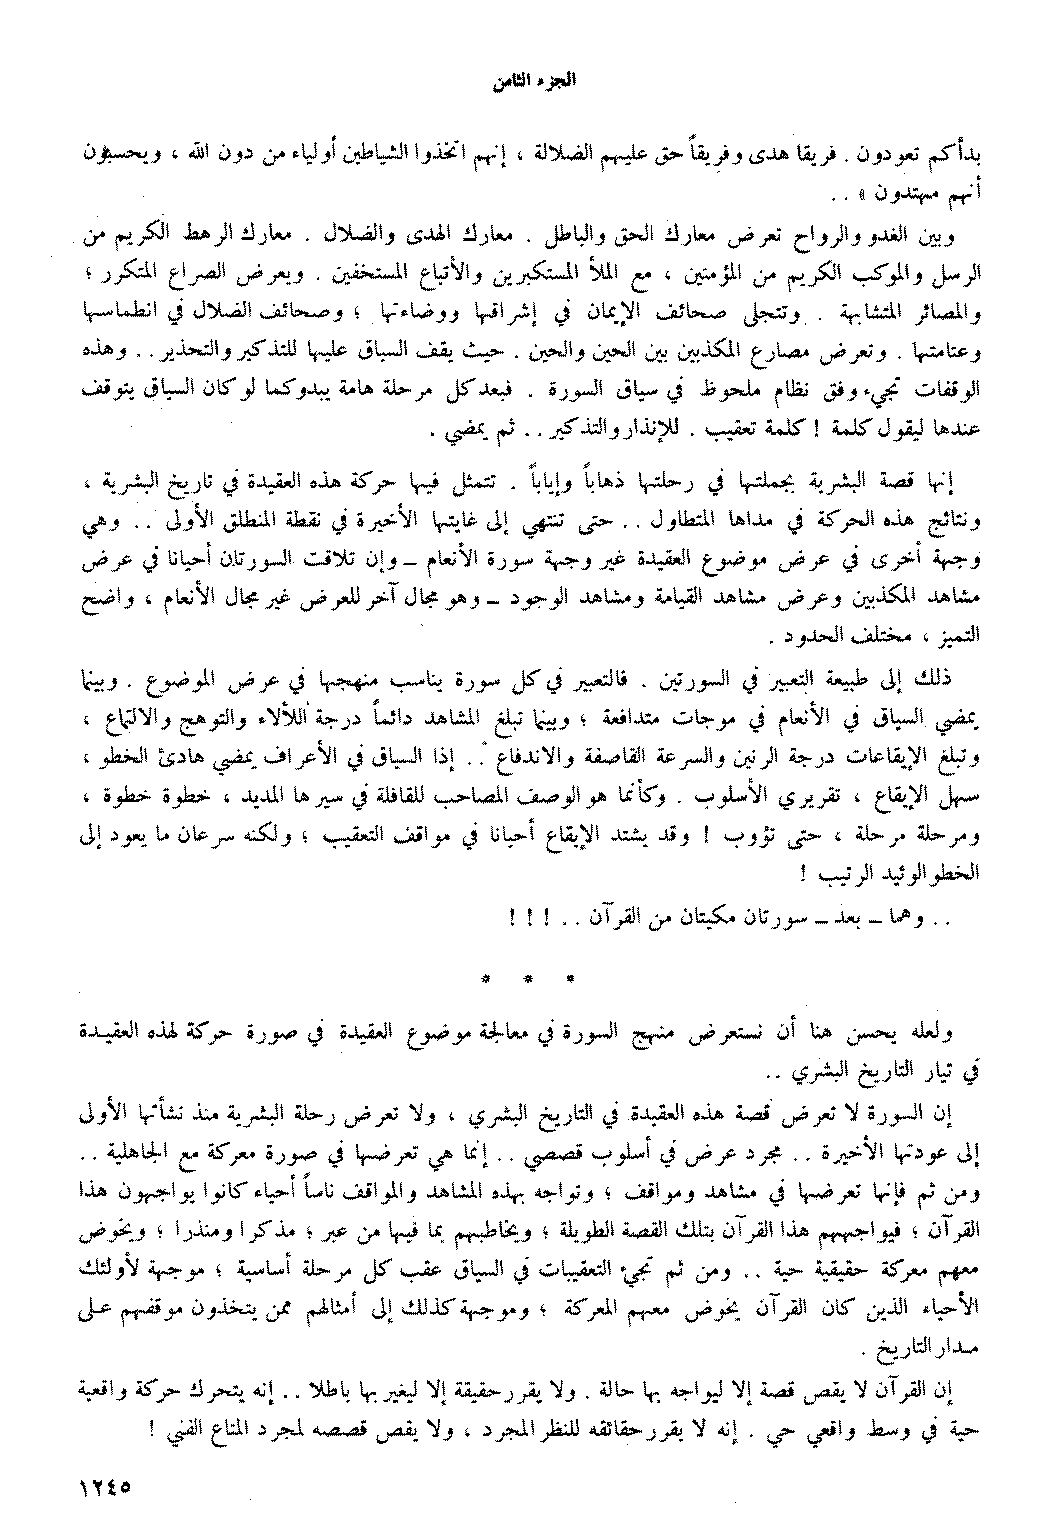 الجزء الثامن
بدأكم تعودون . فريقا هدى وفريقاً حق عليهم الضلالة ، إنهم اتخذوا الشياطين أولياء من دون الله ، ويحسبون
أنهم مهتدون » . .
وبين الغدو والرواح تعرض معارك الحق والباطل . معارك الهدى والضلال . معارك الرهط الكريم من
الرسل والموكب الكريم من المؤمنين ، مع الملأ المستكبرين والأتباع المستخفين . ويعرض الصراع المتكرر ؛
والمصائر المتشابهة . وتتجلى صحائف الإيمان في إشراقها ووضاءتها ؛ وصحائف الضلال في انطماسها
وعتامتها . وتعرض مصارع المكذبين بين الحين والحين . حيث يقف السياق عليها للتذكير والتحذير . . وهذه
الوقفات تجيء وفق نظام ملحوظ في سياق السورة . فبعد كل مرحلة هامة يبدو كما لو كان السياق يتوقف
عندها ليقول كلمة ! كلمة تعقيب . للإنذار والتذكير . . ثم يمضي .
إنها قصة البشرية بجملتها في رحلتها ذهاباً وإياباً . تتمثل فيها حركة هذه العقيدة في تاريخ البشرية ،
ونتائج هذه الحركة في مداها المتطاول . . حتى تنتهي إلى غايتها الأخيرة في نقطة المنطلق الأولى . . وهي
وجهة أخرى في عرض موضوع العقيدة غير وجهة سورة الأنعام ــ وإن تلاقت السورتان أحيانا في عرض
مشاهد المكذبين وعرض مشاهد القيامة ومشاهد الوجود ــ وهو مجال آخر للعرض غير مجال الأنعام ، واضح
التميز ، مختلف الحدود .
ذلك إلى طبيعة التعبير في السورتين . فالتعبير في كل سورة يناسب منهجها في عرض الموضوع . وبينما
يمضي السياق في الأنعام في موجات متدافعة ؛ وبينما تبلغ المشاهد دائماً درجة اللألاء والتوهج والالتماع ،
وتبلغ الإيقاعات درجة الرنين والسرعة القاصفة والاندفاع . . إذا السياق في الأعراف يمضي هادئ الخطو ،
سهل الإيقاع ، تقريري الأسلوب . وكأنما هو الوصف المصاحب للقافلة في سيرها المديد ، خطوة خطوة ،
ومرحلة مرحلة ، حتى تؤوب ! وقد يشتد الإيقاع أحيانا في مواقف التعقيب ؛ ولكنه سرعان ما يعود إلى
الخطو الوئيد الرتيب !
. . وهما ــ بعد ــ سورتان مكيتان من القرآن . . ! ! !
* * *
ولعله يحسن هنا أن نستعرض منهج السورة في معالجة موضوع العقيدة في صورة حركة لهذه العقيدة
في تيار التاريخ البشري . .
إن السورة لا تعرض قصة هذه العقيدة في التاريخ البشري ، ولا تعرض رحلة البشرية منذ نشأتها الأولى
إلى عودتها الأخيرة . . مجرد عرض في أسلوب قصصي . . إنما هي تعرضها في صورة معركة مع الجاهلية . .
ومن ثم فإنها تعرضها في مشاهد ومواقف ؛ وتواجه بهذه المشاهد والمواقف ناساً أحياء كانوا يواجهون هذا
القرآن ؛ فيواجههم هذا القرآن بتلك القصة الطويلة ؛ ويخاطبهم بما فيها من عبر ؛ مذكرا ومنذرا ؛ ويخوض
معهم معركة حقيقية حية . . ومن ثم تجيء التعقيبات في السياق عقب كل مرحلة أساسية ؛ موجهة لأولئك
الأحياء الذين كان القرآن يخوض معهم المعركة ؛ وموجهة كذلك إلى أمثالهم ممن يتخذون موقفهم على
مدار التاريخ .
إن القرآن لا يقص قصة إلا ليواجه بها حالة . ولا يقرر حقيقة إلا ليغير بها باطلا . . إنه يتحرك حركة واقعية
حية في وسط واقعي حي . إنه لا يقرر حقائقه للنظر المجرد ، ولا يقص قصصه لمجرد المتاع الفني !
١٢٤٥